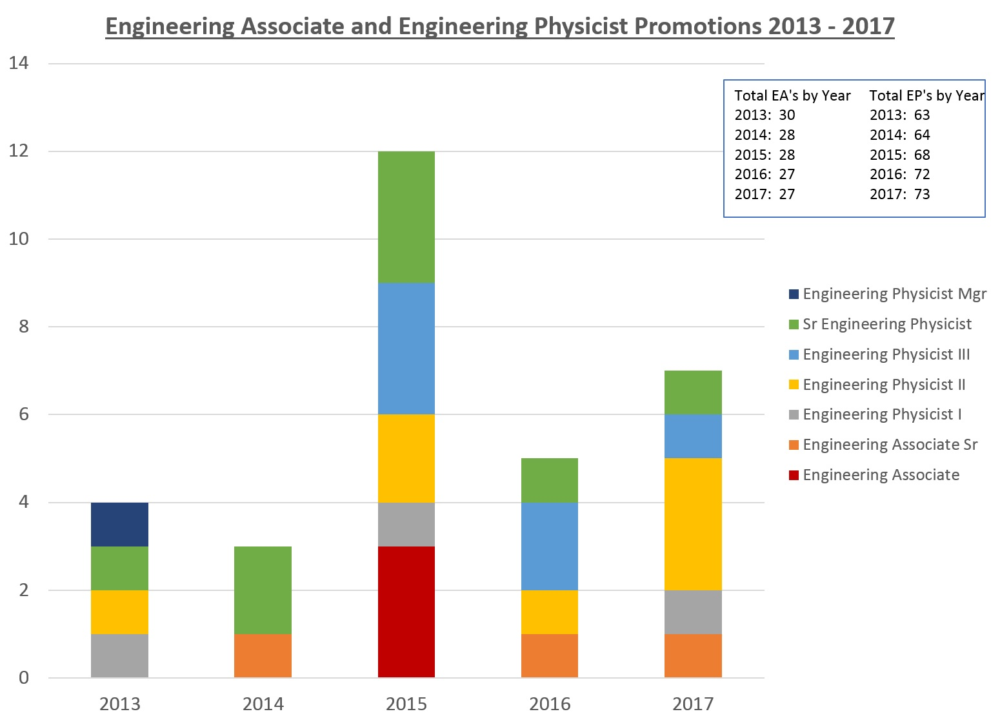 Engineering Associate and Engineering Physicist Promotions 2013 - 2017
14
12
10
8
6
4
2
0
2013 2014 2015 2016 2017
Total EA's by Year Total EP's by Year
2013: 30 2013: 63
2014: 28 2014: 64
2015: 28 2015: 68
2016: 27 2016: 72
2017: 27 2017: 73
Engineering Physicist Mgr
Sr Engineering Physicist
Engineering Physicist III
Engineering Physicist II
Engineering Physicist I
Engineering Associate Sr
Engineering Associate